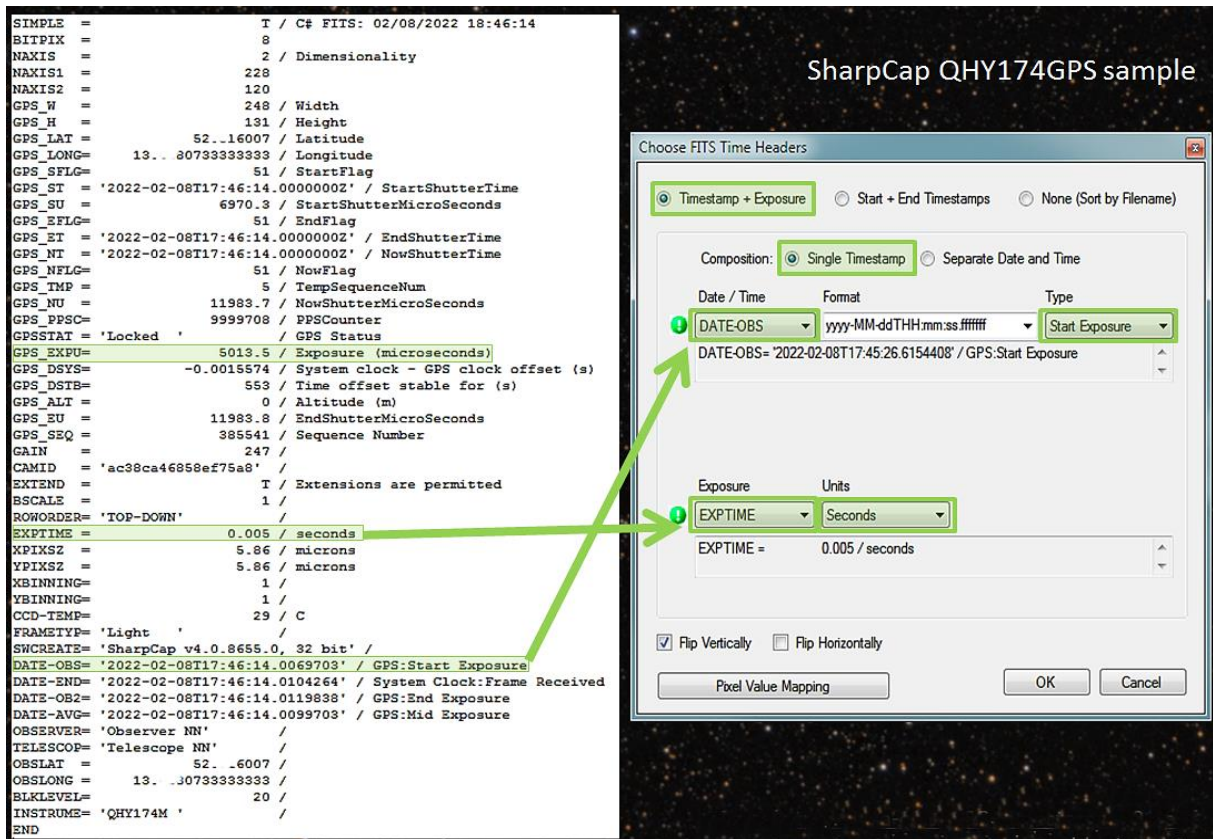 SIMPLE = T / C# FITS: 02/08/2022 18:46:14
BITPIX = 8
NAXIS = 2 / Dimensionality
NAXIS1 = 228
NAXIS2 = 120
GPS_W = 248 / Width
GPS_H = 131 / Height
GPS_LAT = 52._16007 / Latitude
GPS_LONG= 13. . 80733333333 / Longitude
GPS_SFLG= 51 / StartFlag
GPS_ST = '2022-02-08T17:46:14.0000000Z' / StartShutterTime
GPS_SU = 6970.3 / StartShutterMicroSeconds
GPS_EFLG= 51 / EndFlag
GPS_ET = '2022-02-08T17:46:14.0000000Z' / EndShutterTime
GPS_NT = '2022-02-08T17:46:14.0000000Z' / NowShutterTime
GPS_NFLG= 51 / NowFlag
GPS_TMP = 5 / TempSequenceNum
GPS_NU = 11983.7 / NowShutterMicroSeconds
GPS_PPSC= 9999708 / PPSCounter
GPSSTAT = 'Locked ' / GPS Status
GPS_EXPU= 5013.5 / Exposure (microseconds)
GPS_DSYS= -0.0015574 / System clock - GPS clock offset (s)
GPS_DSTB= 553 / Time offset stable for (s)
GPS_ALT = 0 / Altitude (m)
GPS_EU = 11983.8 / EndShutterMicroSeconds
GPS_SEQ = 385541 / Sequence Number
GAIN = 247 /
CAMID = 'ac38ca46858ef75a8' /
EXTEND = T / Extensions are permitted
BSCALE = 1 /
ROWORDER= 'TOP-DOWN' /
EXPTIME = 0.005 / seconds
XPIXSZ = 5.86 / microns
YPIXSZ = 5.86 / microns
XBINNING= 1 /
YBINNING= 1 /
CCD-TEMP= 29 / C
FRAMETYP= 'Light ' /
SWCREATE= 'SharpCap v4.0.8655.0, 32 bit' /
DATE-OBS= '2022-02-08T17:46:14.0069703' / GPS:Start Exposure
DATE-END= '2022-02-08T17:46:14.0104264' / System Clock:Frame Received
DATE-OB2= '2022-02-08T17:46:14.0119838' / GPS:End Exposure
DATE-AVG= '2022-02-08T17:46:14.0099703' / GPS:Mid Exposure
OBSERVER= 'Observer NN' /
TELESCOP= 'Telescope NN' /
OBSLAT = 52. _6007 /
OBSLONG = 13. 30733333333 /
BLKLEVEL= 20 /
INSTRUME= 'QHY174M ' /
END
SharpCap QHY174GPS sample
Choose FITS Time Headers
Timestamp + Exposure Start + End Timestamps None (Sort by Filename)
Composition: Single Timestamp Separate Date and Time
Date / Time Format Type
DATE-OBS yyyy-MM-ddTHH:mm:ss.fffffff Start Exposure
DATE-OBS= '2022-02-08T17:45:26.6154408' / GPS:Start Exposure
Exposure Units
EXPTIME Seconds
EXPTIME = 0.005 / seconds
Flip Vertically Flip Horizontally
Pixel Value Mapping OK Cancel